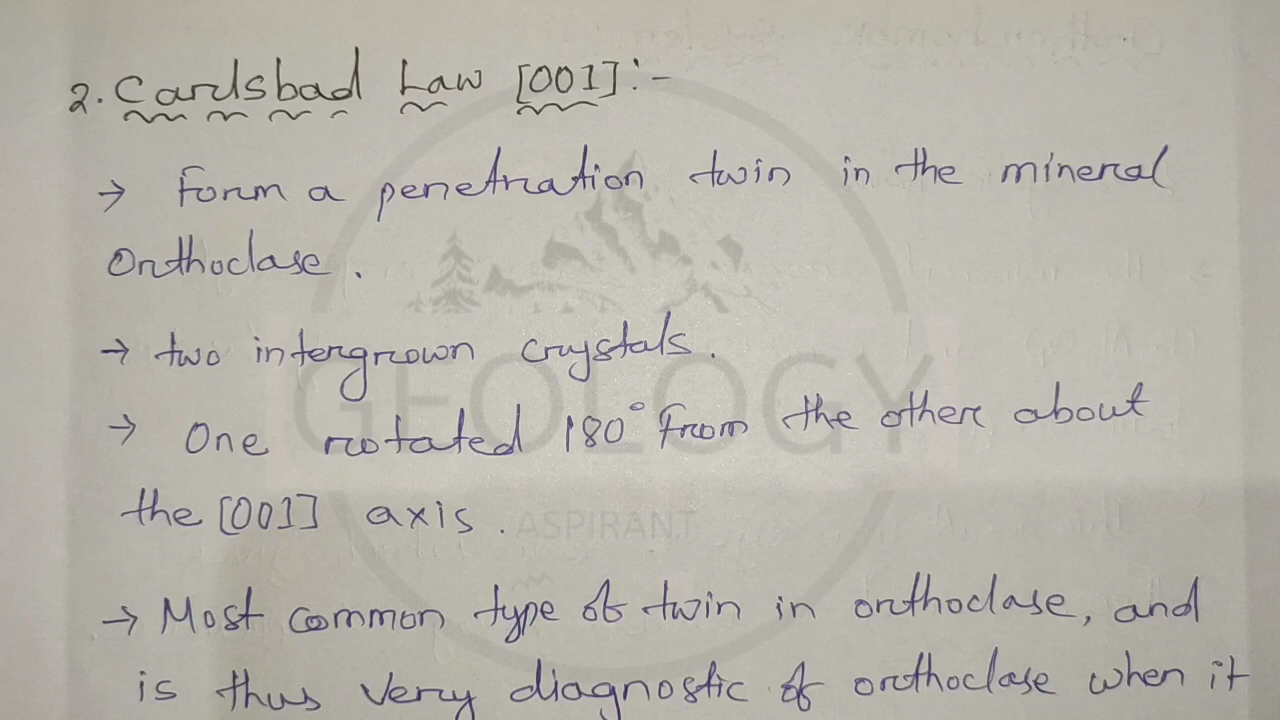 2. Carlsbad Law [001]:-
→ Form a penetration twin in the mineral
Orthoclase.
→ two intergrown crystals.
→ One rotated 180° from the other about
the [001] axis.
→ Most common type of twin in orthoclase, and
is thus very diagnostic of orthoclase when it
GEOLOGY
ASPIRANT